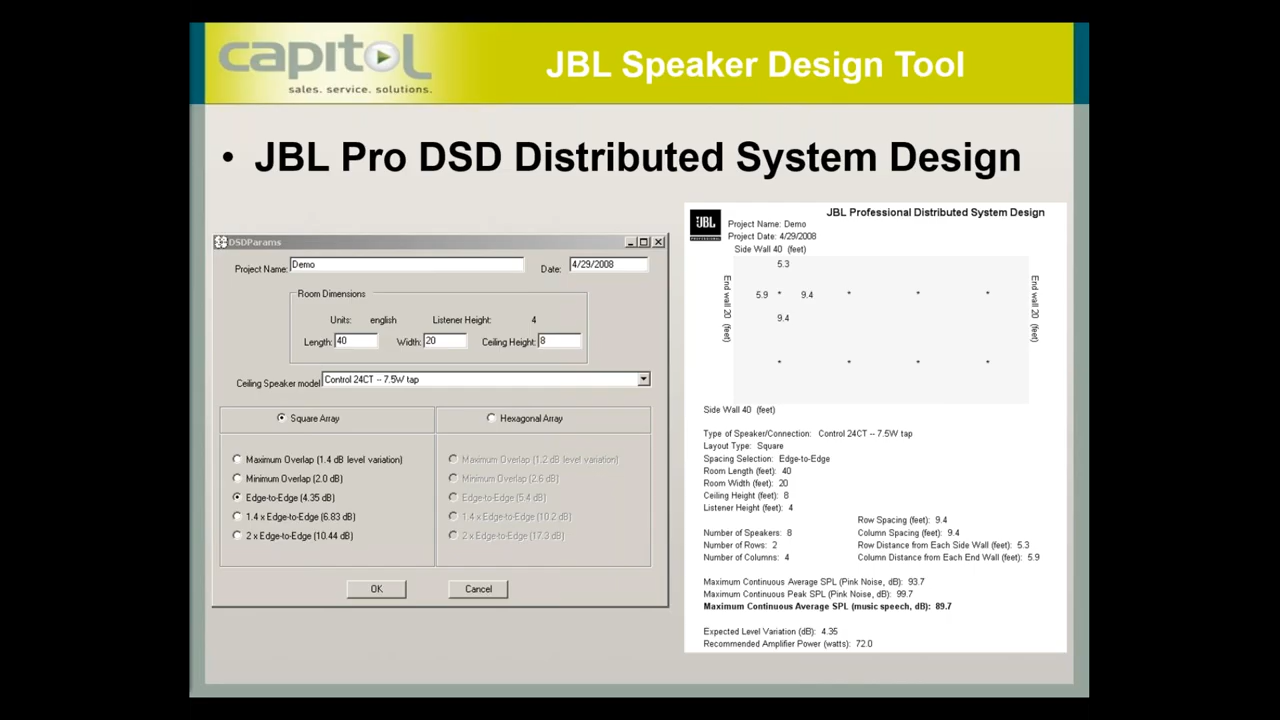 capitol
sales. service. solutions.
JBL Speaker Design Tool
• JBL Pro DSD Distributed System Design
DSDParams
Project Name: Demo Date: 4/29/2008
Room Dimensions
Units: english Listener Height: 4
Length: 40 Width: 20 Ceiling Height: 8
Ceiling Speaker model Control 24CT -- 7.5W tap
Square Array Hexagonal Array
Maximum Overlap (1.4 dB level variation) Maximum Overlap (1.2 dB level variation)
Minimum Overlap (2.0 dB) Minimum Overlap (2.6 dB)
Edge-to-Edge (4.35 dB) Edge-to-Edge (5.4 dB)
1.4 x Edge-to-Edge (6.83 dB) 1.4 x Edge-to-Edge (10.2 dB)
2 x Edge-to-Edge (10.44 dB) 2 x Edge-to-Edge (17.3 dB)
OK Cancel
JBL
PROFESSIONAL
JBL Professional Distributed System Design
Project Name: Demo
Project Date: 4/29/2008
Side Wall 40 (feet)
5.3
End wall 20 (feet)
5.9 * 9.4 * * *
9.4
End wall 20 (feet)
* * * *
Side Wall 40 (feet)
Type of Speaker/Connection: Control 24CT -- 7.5W tap
Layout Type: Square
Spacing Selection: Edge-to-Edge
Room Length (feet): 40
Room Width (feet): 20
Ceiling Height (feet): 8
Listener Height (feet): 4
Row Spacing (feet): 9.4
Number of Speakers: 8 Column Spacing (feet): 9.4
Number of Rows: 2 Row Distance from Each Side Wall (feet): 5.3
Number of Columns: 4 Column Distance from Each End Wall (feet): 5.9
Maximum Continuous Average SPL (Pink Noise, dB): 93.7
Maximum Continuous Peak SPL (Pink Noise, dB): 99.7
Maximum Continuous Average SPL (music speech, dB): 89.7
Expected Level Variation (dB): 4.35
Recommended Amplifier Power (watts): 72.0